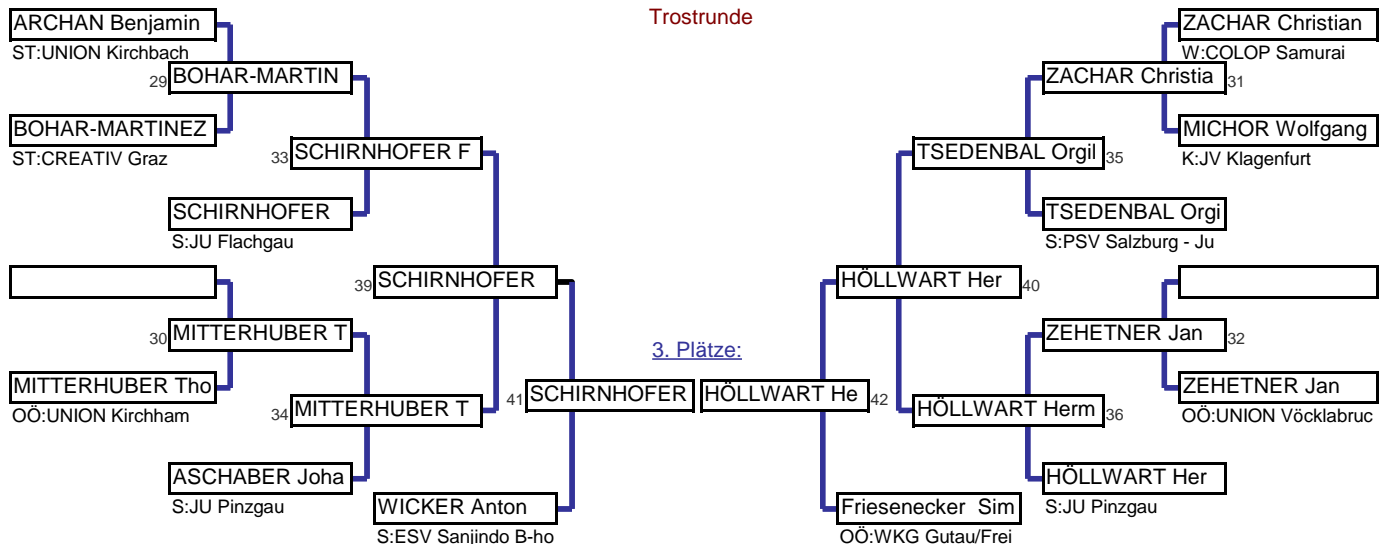 Trostrunde
ARCHAN Benjamin
ST:UNION Kirchbach
29 BOHAR-MARTIN
BOHAR-MARTINEZ
ST:CREATIV Graz
33 SCHIRNHOFER F
SCHIRNHOFER
S:JU Flachgau
39 SCHIRNHOFER
30 MITTERHUBER T
MITTERHUBER Tho
OÖ:UNION Kirchham
34 MITTERHUBER T
ASCHABER Joha
S:JU Pinzgau
WICKER Anton
S:ESV Sanjindo B-ho
3. Plätze:
41 SCHIRNHOFER
HÖLLWART He 42
ZACHAR Christian
W:COLOP Samurai
ZACHAR Christia 31
MICHOR Wolfgang
K:JV Klagenfurt
TSEDENBAL Orgil 35
TSEDENBAL Orgi
S:PSV Salzburg - Ju
HÖLLWART Her 40
ZEHETNER Jan 32
ZEHETNER Jan
OÖ:UNION Vöcklabruc
HÖLLWART Herm 36
HÖLLWART Her
S:JU Pinzgau
Friesenecker Sim
OÖ:WKG Gutau/Frei